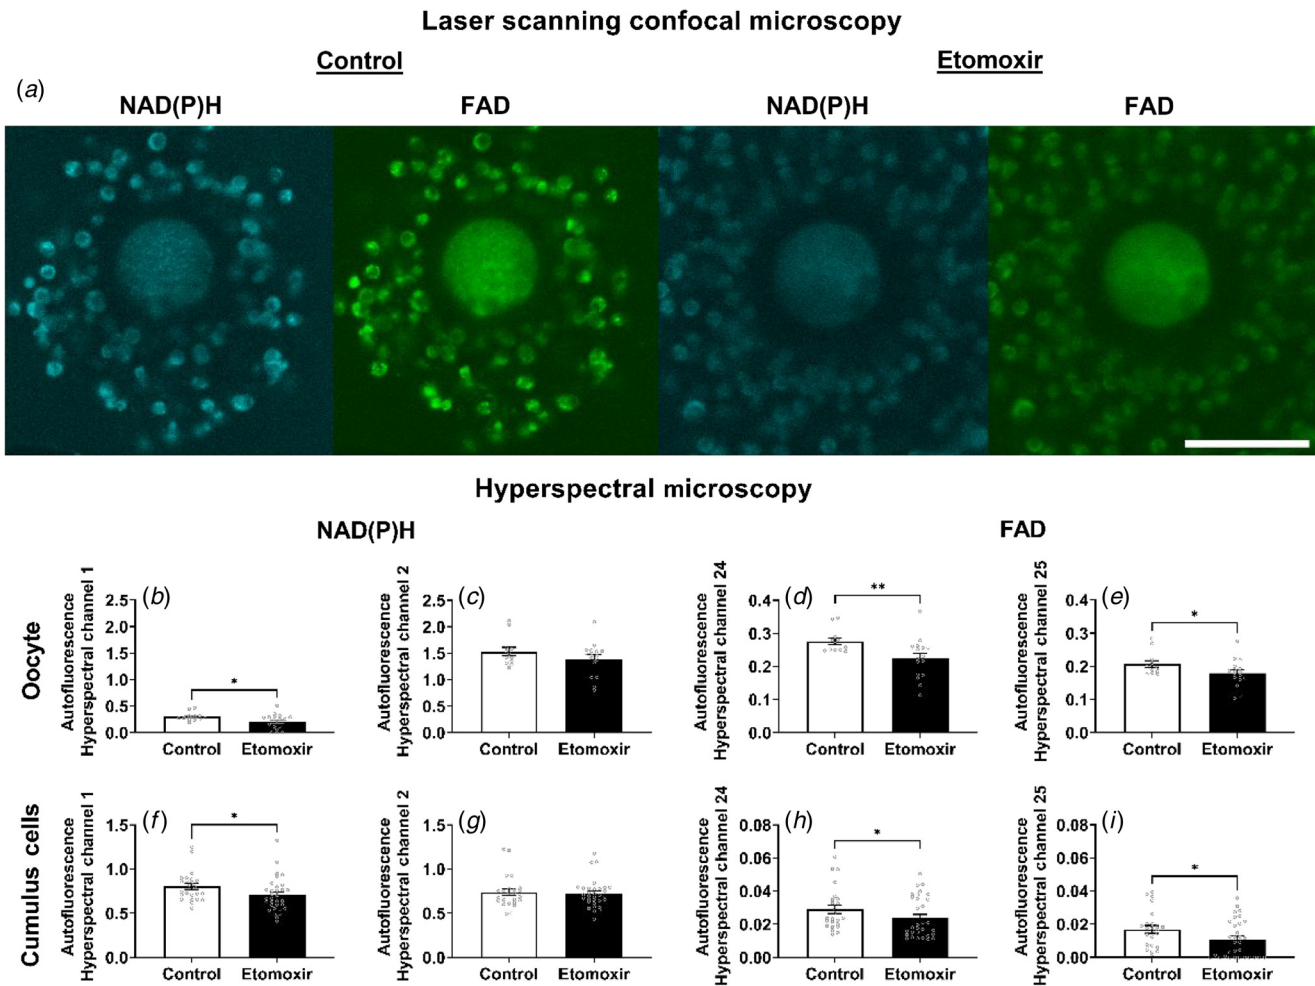 Laser scanning confocal microscopy
Control
Etomoxir
(a)
NAD(P)H
FAD
NAD(P)H
FAD
Hyperspectral microscopy
NAD(P)H
FAD
Oocyte
Autofluorescence
Hyperspectral channel 1
(b)
2.5
2.0
1.5
1.0
0.5
0.0
*
Control
Etomoxir
Autofluorescence
Hyperspectral channel 2
(c)
2.5
2.0
1.5
1.0
0.5
0.0
Control
Etomoxir
Autofluorescence
Hyperspectral channel 24
(d)
0.4
0.3
0.2
0.1
0.0
**
Control
Etomoxir
Autofluorescence
Hyperspectral channel 25
(e)
0.4
0.3
0.2
0.1
0.0
*
Control
Etomoxir
Cumulus cells
Autofluorescence
Hyperspectral channel 1
(f)
1.5
1.0
0.5
0.0
*
Control
Etomoxir
Autofluorescence
Hyperspectral channel 2
(g)
1.5
1.0
0.5
0.0
Control
Etomoxir
Autofluorescence
Hyperspectral channel 24
(h)
0.08
0.06
0.04
0.02
0.00
*
Control
Etomoxir
Autofluorescence
Hyperspectral channel 25
(i)
0.08
0.06
0.04
0.02
0.00
*
Control
Etomoxir